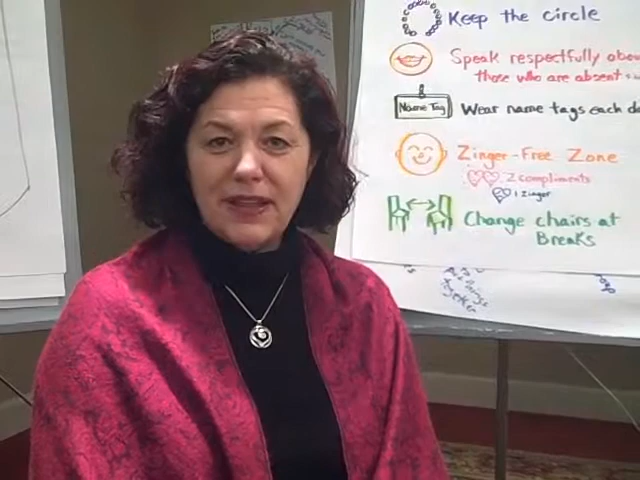 Keep the circle
Speak respectfully abou
those who are absent
Name Tag
Wear name tags each d
Zinger-Free Zone
2 compliments
1 zinger
Change chairs at
Breaks